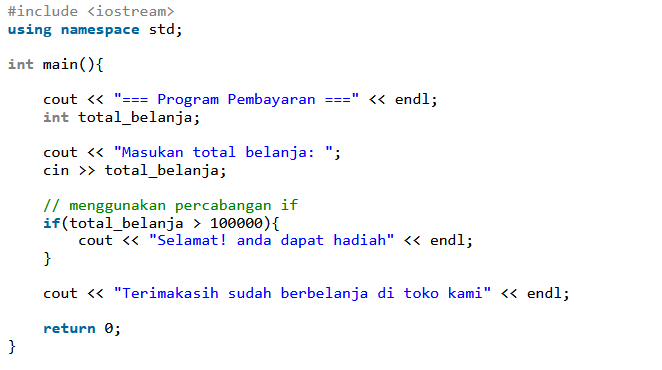 #include <iostream>
using namespace std;
int main(){
cout << "=== Program Pembayaran ===" << endl;
int total_belanja;
cout << "Masukan total belanja: ";
cin >> total_belanja;
// menggunakan percabangan if
if(total_belanja > 100000){
cout << "Selamat! anda dapat hadiah" << endl;
}
cout << "Terimakasih sudah berbelanja di toko kami" << endl;
return 0;
}